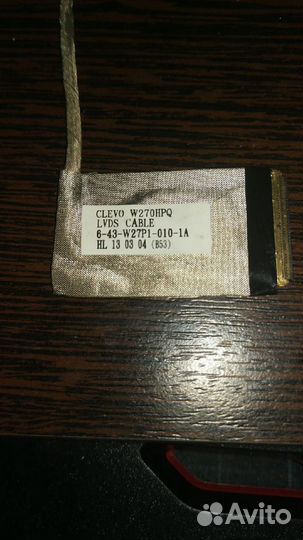 CLEVO W270HPQ
LVDS CABLE
6-43-W27P1-010-1A
HL 13 03 04 (B53)
Avito